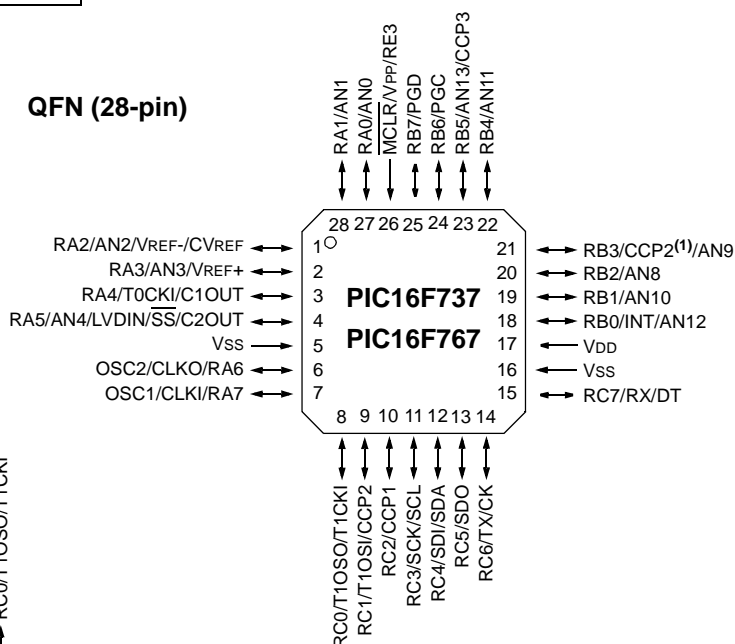 QFN (28-pin)
RA1/AN1
RA0/AN0
MCLR/VPP/RE3
RB7/PGD
RB6/PGC
RB5/AN13/CCP3
RB4/AN11
28 27 26 25 24 23 22
RA2/AN2/VREF-/CVREF
RA3/AN3/VREF+
RA4/T0CKI/C1OUT
RA5/AN4/LVDIN/SS/C2OUT
VSS
OSC2/CLKO/RA6
OSC1/CLKI/RA7
1
2
3
4
5
6
7
PIC16F737
PIC16F767
21
20
19
18
17
16
15
RB3/CCP2(1)/AN9
RB2/AN8
RB1/AN10
RB0/INT/AN12
VDD
VSS
RC7/RX/DT
8 9 10 11 12 13 14
RC0/T1OSO/T1CKI
RC1/T1OSI/CCP2
RC2/CCP1
RC3/SCK/SCL
RC4/SDI/SDA
RC5/SDO
RC6/TX/CK
RC0/T1OSO/T1CKI